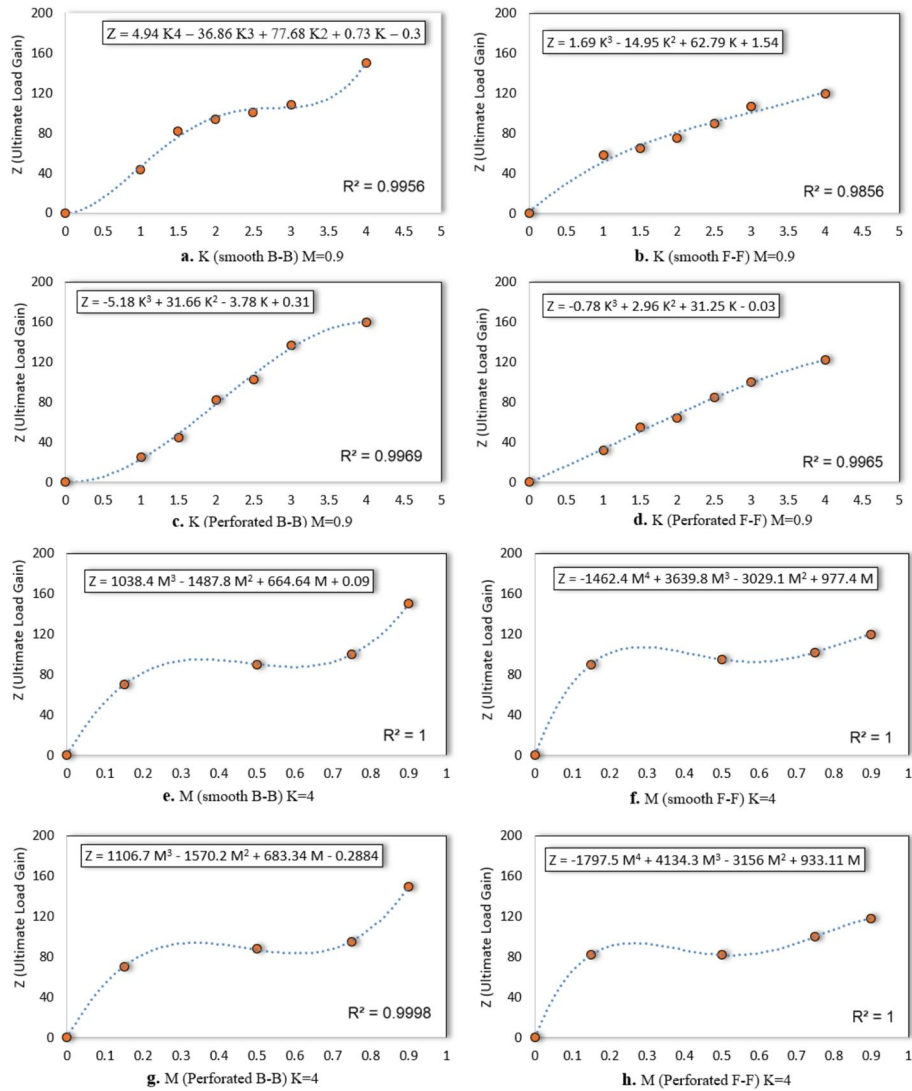 Z (Ultimate Load Gain)
200
160
120
80
40
0
Z = 4.94 K4 – 36.86 K3 + 77.68 K2 + 0.73 K – 0.3
R² = 0.9956
0 0.5 1 1.5 2 2.5 3 3.5 4 4.5 5
a. K (smooth B-B) M=0.9
Z (Ultimate Load Gain)
200
160
120
80
40
0
Z = 1.69 K³ - 14.95 K² + 62.79 K + 1.54
R² = 0.9856
0 0.5 1 1.5 2 2.5 3 3.5 4 4.5 5
b. K (smooth F-F) M=0.9
Z (Ultimate Load Gain)
200
160
120
80
40
0
Z = -5.18 K³ + 31.66 K² - 3.78 K + 0.31
R² = 0.9969
0 0.5 1 1.5 2 2.5 3 3.5 4 4.5 5
c. K (Perforated B-B) M=0.9
Z (Ultimate Load Gain)
200
160
120
80
40
0
Z = -0.78 K³ + 2.96 K² + 31.25 K - 0.03
R² = 0.9965
0 0.5 1 1.5 2 2.5 3 3.5 4 4.5 5
d. K (Perforated F-F) M=0.9
Z (Ultimate Load Gain)
200
160
120
80
40
0
Z = 1038.4 M³ - 1487.8 M² + 664.64 M + 0.09
R² = 1
0 0.1 0.2 0.3 0.4 0.5 0.6 0.7 0.8 0.9 1
e. M (smooth B-B) K=4
Z (Ultimate Load Gain)
200
160
120
80
40
0
Z = -1462.4 M⁴ + 3639.8 M³ - 3029.1 M² + 977.4 M
R² = 1
0 0.1 0.2 0.3 0.4 0.5 0.6 0.7 0.8 0.9 1
f. M (smooth F-F) K=4
Z (Ultimate Load Gain)
200
160
120
80
40
0
Z = 1106.7 M³ - 1570.2 M² + 683.34 M - 0.2884
R² = 0.9998
0 0.1 0.2 0.3 0.4 0.5 0.6 0.7 0.8 0.9 1
g. M (Perforated B-B) K=4
Z (Ultimate Load Gain)
200
160
120
80
40
0
Z = -1797.5 M⁴ + 4134.3 M³ - 3156 M² + 933.11 M
R² = 1
0 0.1 0.2 0.3 0.4 0.5 0.6 0.7 0.8 0.9 1
h. M (Perforated F-F) K=4